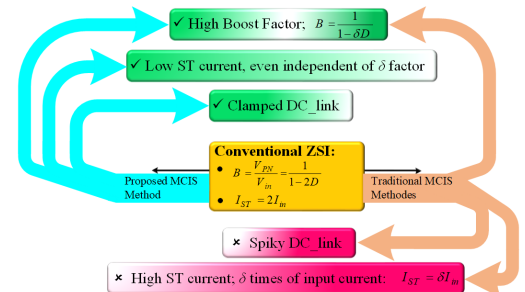 ✓ High Boost Factor; B = 1 / (1 − δD)
✓ Low ST current, even independent of δ factor
✓ Clamped DC_link
Conventional ZSI:
• B = V_PN / V_in = 1 / (1 − 2D)
• I_ST = 2I_in
Proposed MCIS
Method
Traditional MCIS
Methodes
× Spiky DC_link
× High ST current; δ times of input current: I_ST = δI_in